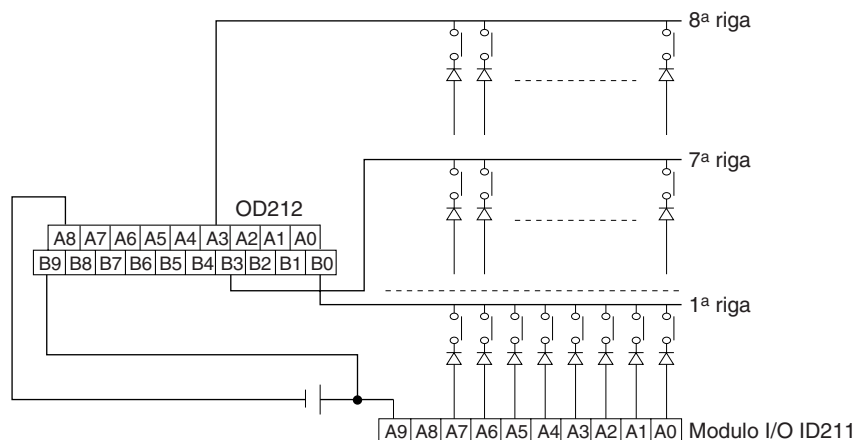 8ª riga
7ª riga
OD212
A8 A7 A6 A5 A4 A3 A2 A1 A0
B9 B8 B7 B6 B5 B4 B3 B2 B1 B0
1ª riga
A9 A8 A7 A6 A5 A4 A3 A2 A1 A0 Modulo I/O ID211